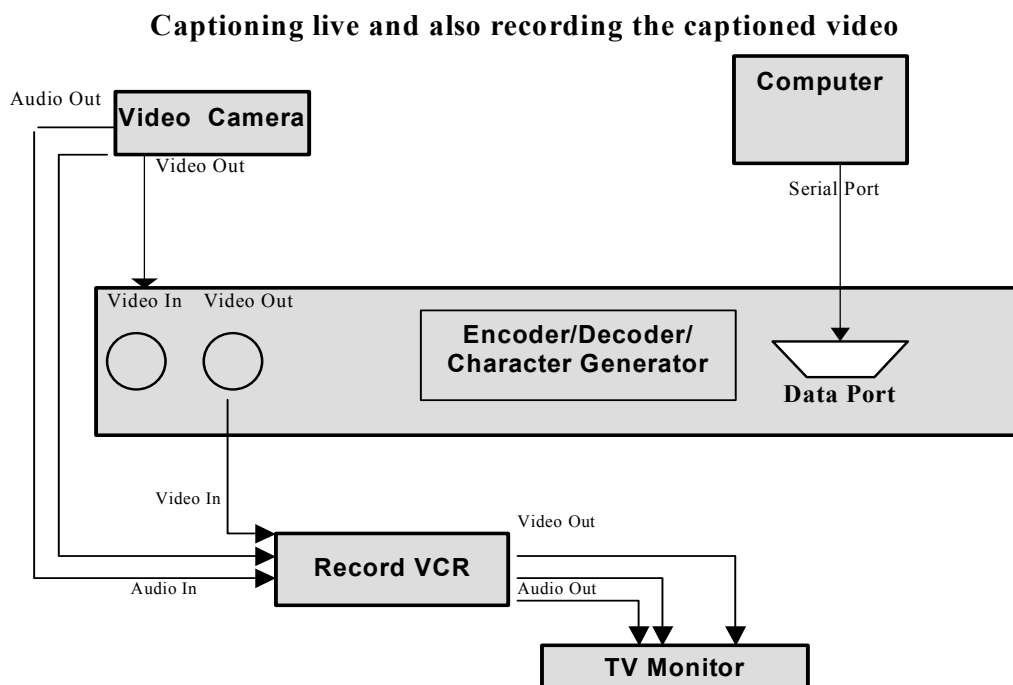 Captioning live and also recording the captioned video
Audio Out
Video Camera
Video Out
Computer
Serial Port
Video In
Video Out
Encoder/Decoder/
Character Generator
Data Port
Video In
Audio In
Record VCR
Video Out
Audio Out
TV Monitor